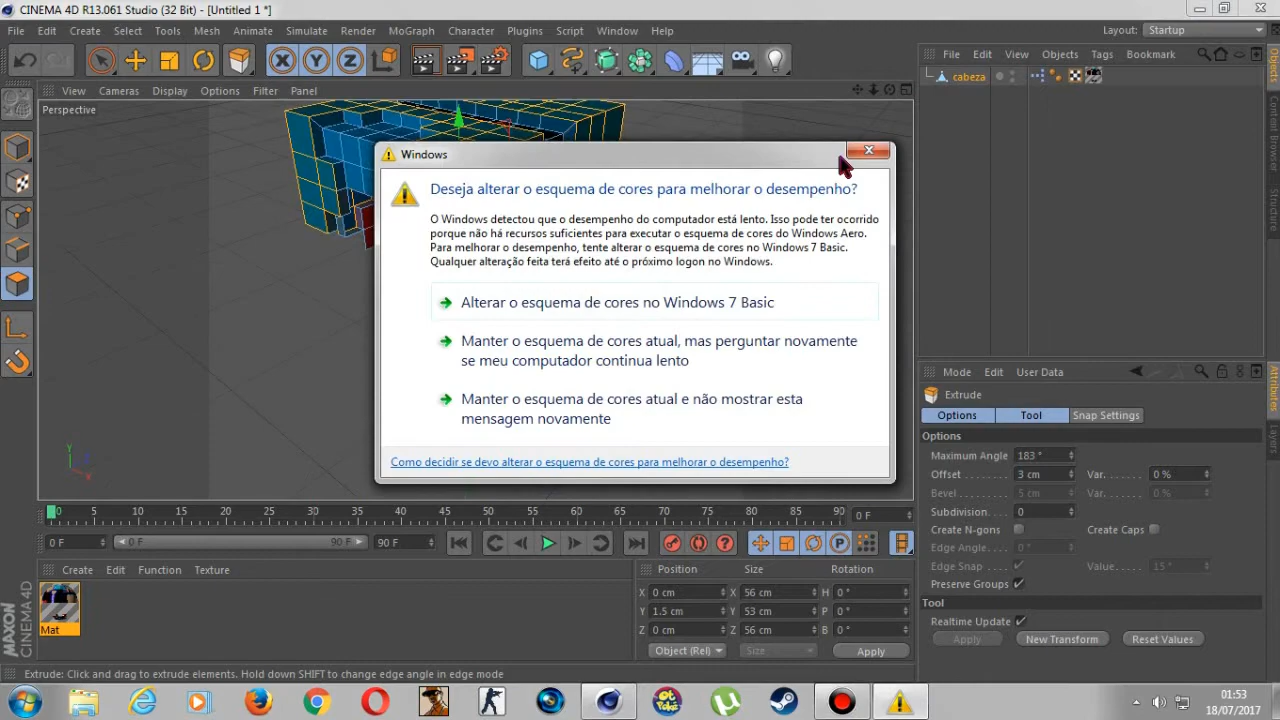 CINEMA 4D R13.061 Studio (32 Bit) - [Untitled 1 *]
File Edit Create Select Tools Mesh Animate Simulate Render MoGraph Character Plugins Script Window Help
Layout: Startup
File Edit View Objects Tags Bookmark
cabeza
View Cameras Display Options Filter Panel
Perspective
Windows
Deseja alterar o esquema de cores para melhorar o desempenho?
O Windows detectou que o desempenho do computador está lento. Isso pode ter ocorrido
porque não há recursos suficientes para executar o esquema de cores do Windows Aero.
Para melhorar o desempenho, tente alterar o esquema de cores no Windows 7 Basic.
Qualquer alteração feita terá efeito até o próximo logon no Windows.
Alterar o esquema de cores no Windows 7 Basic
Manter o esquema de cores atual, mas perguntar novamente
se meu computador continua lento
Manter o esquema de cores atual e não mostrar esta
mensagem novamente
Como decidir se devo alterar o esquema de cores para melhorar o desempenho?
Objects
Content Browser
Structure
Mode Edit User Data
Extrude
Options Tool Snap Settings
Options
Maximum Angle 183 °
Offset 3 cm Var. 0 %
Bevel 5 cm Var. 0 %
Subdivision 0
Create N-gons Create Caps
Edge Angle 0 °
Edge Snap Value 15 °
Preserve Groups
Tool
Realtime Update
Apply New Transform Reset Values
Attributes
Layers
0 5 10 15 20 25 30 35 40 45 50 55 60 65 70 75 80 85 90 0 F
0 F 0 F 90 F 90 F
Create Edit Function Texture
Mat
Position Size Rotation
X 0 cm X 56 cm H 0 °
Y 1.5 cm Y 53 cm P 0 °
Z 0 cm Z 56 cm B 0 °
Object (Rel) Size Apply
MAXON
CINEMA 4D
Extrude: Click and drag to extrude elements. Hold down SHIFT to change edge angle in edge mode
01:53
18/07/2017